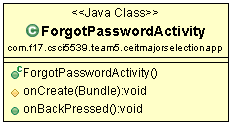 <<Java Class>>
ForgotPasswordActivity
com.f17.csci5539.team5.ceitmajorselectionapp
ForgotPasswordActivity()
onCreate(Bundle):void
onBackPressed():void